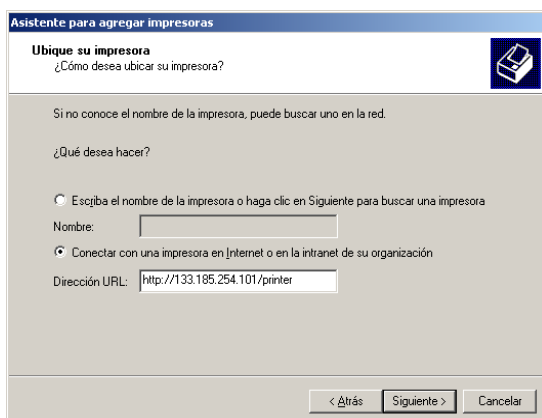 Asistente para agregar impresoras
Ubique su impresora
¿Cómo desea ubicar su impresora?
Si no conoce el nombre de la impresora, puede buscar uno en la red.
¿Qué desea hacer?
Escriba el nombre de la impresora o haga clic en Siguiente para buscar una impresora
Nombre:
Conectar con una impresora en Internet o en la intranet de su organización
Dirección URL: http://133.185.254.101/printer
< Atrás Siguiente > Cancelar